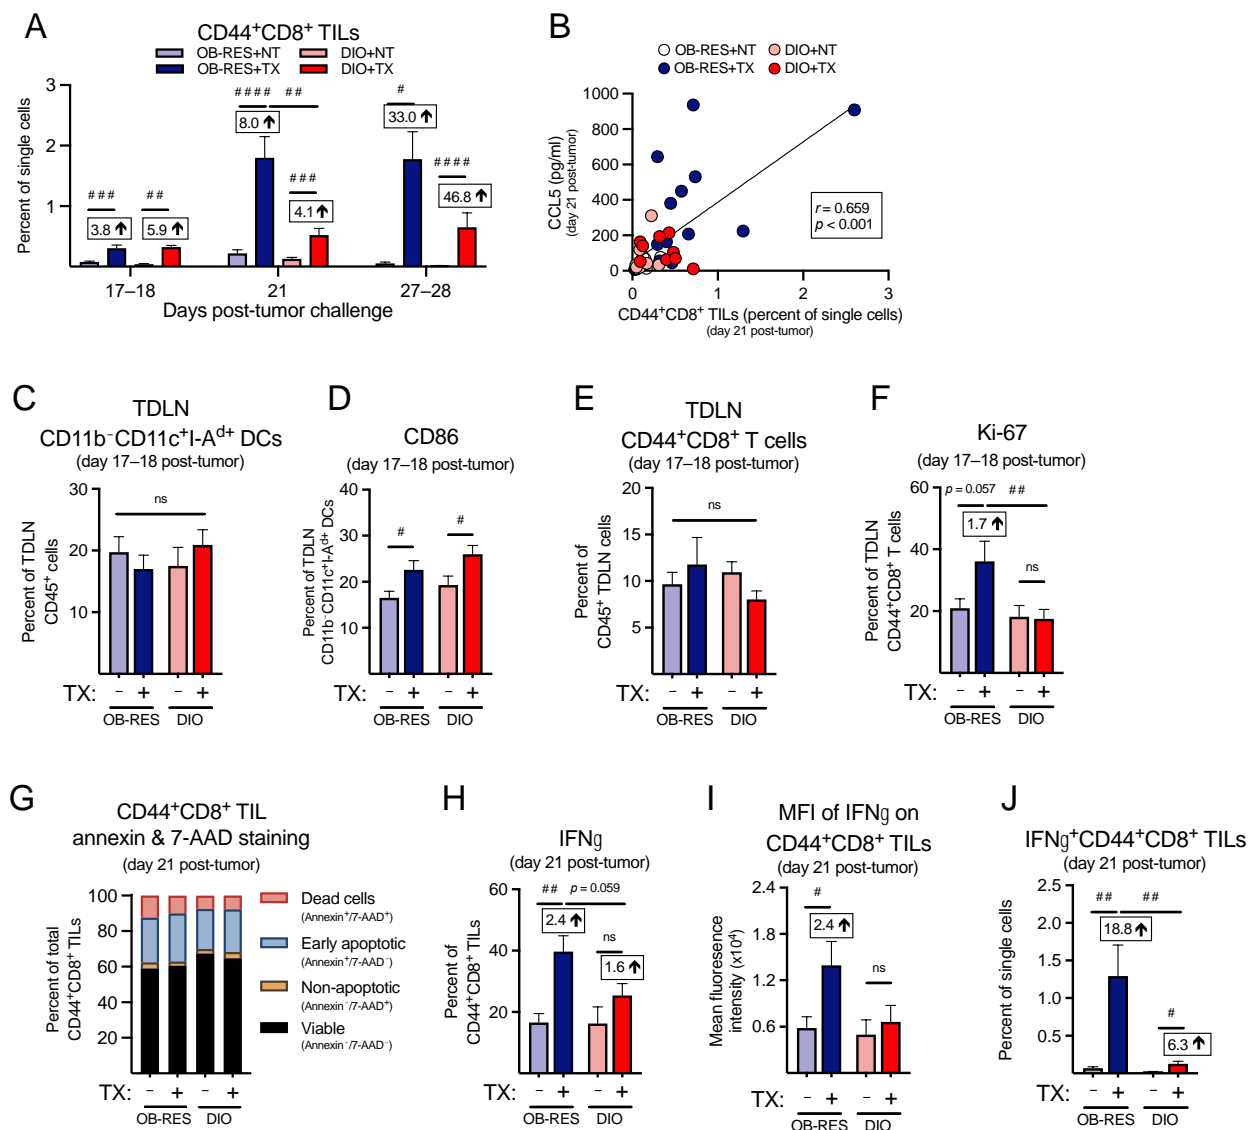 A
CD44+CD8+ TILs
OB-RES+NT DIO+NT
OB-RES+TX DIO+TX
Percent of single cells
3
2
1
#### ## #
8.0 33.0
### ## ### ####
3.8 5.9 4.1 46.8
17–18 21 27–28
Days post-tumor challenge
B
OB-RES+NT DIO+NT
OB-RES+TX DIO+TX
CCL5 (pg/ml)
(day 21 post-tumor)
1000
800
600
400
200
0
r = 0.659
p < 0.001
0 1 2 3
CD44+CD8+ TILs (percent of single cells)
(day 21 post-tumor)
C
TDLN
CD11b-CD11c+I-Ad+ DCs
(day 17–18 post-tumor)
Percent of TDLN
CD45+ cells
30
20
10
ns
TX: – + – +
OB-RES DIO
D
CD86
(day 17–18 post-tumor)
Percent of TDLN
CD11b-CD11c+I-Ad+ DCs
40
30
20
10
# #
TX: – + – +
OB-RES DIO
E
TDLN
CD44+CD8+ T cells
(day 17–18 post-tumor)
Percent of
CD45+ TDLN cells
20
15
10
5
ns
TX: – + – +
OB-RES DIO
F
Ki-67
(day 17–18 post-tumor)
Percent of TDLN
CD44+CD8+ T cells
60
40
20
p = 0.057 ##
1.7
ns
TX: – + – +
OB-RES DIO
G
CD44+CD8+ TIL
annexin & 7-AAD staining
(day 21 post-tumor)
Percent of total
CD44+CD8+ TILs
100
80
60
40
20
Dead cells
(Annexin+/7-AAD+)
Early apoptotic
(Annexin+/7-AAD-)
Non-apoptotic
(Annexin-/7-AAD+)
Viable
(Annexin-/7-AAD-)
TX: – + – +
OB-RES DIO
H
IFNg
(day 21 post-tumor)
Percent of
CD44+CD8+ TILs
60
40
20
## p = 0.059
2.4
ns
1.6
TX: – + – +
OB-RES DIO
I
MFI of IFNg on
CD44+CD8+ TILs
(day 21 post-tumor)
Mean fluoresence
intensity (x104)
2.4
1.8
1.2
0.6
#
2.4
ns
TX: – + – +
OB-RES DIO
J
IFNg+CD44+CD8+ TILs
(day 21 post-tumor)
Percent of single cells
2.5
2.0
1.5
1.0
0.5
## ##
18.8
#
6.3
TX: – + – +
OB-RES DIO